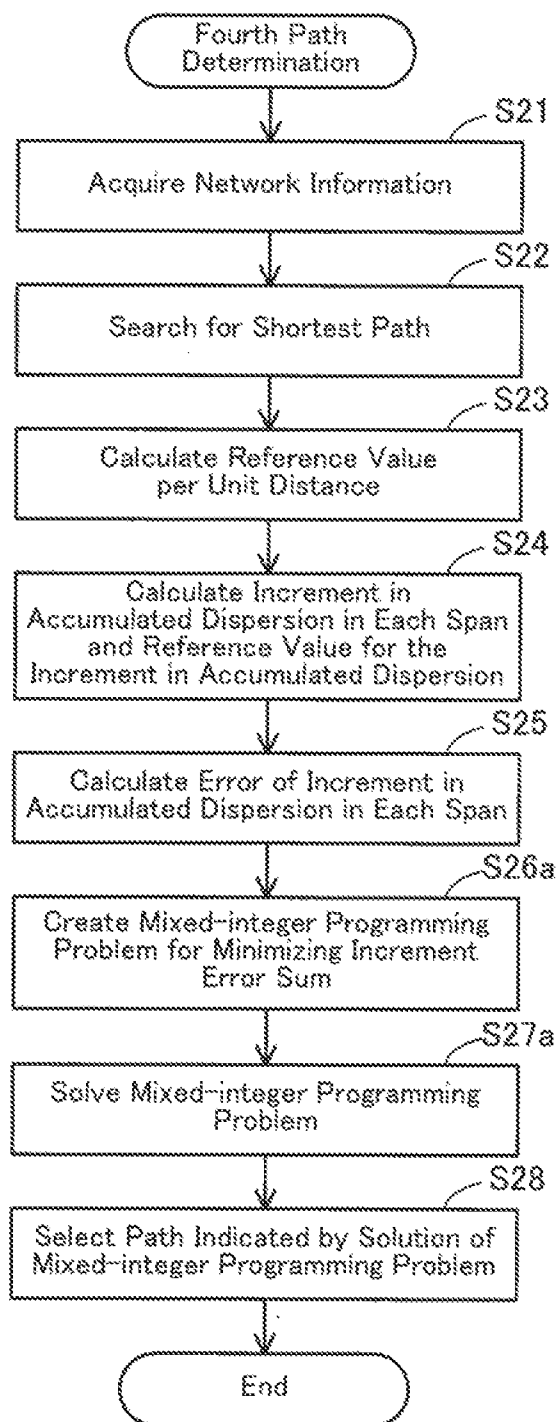 Fourth Path
Determination
S21
Acquire Network Information
S22
Search for Shortest Path
S23
Calculate Reference Value
per Unit Distance
S24
Calculate Increment in
Accumulated Dispersion in Each Span
and Reference Value for the
Increment in Accumulated Dispersion
S25
Calculate Error of Increment in
Accumulated Dispersion in Each Span
S26a
Create Mixed-integer Programming
Problem for Minimizing Increment
Error Sum
S27a
Solve Mixed-integer Programming
Problem
S28
Select Path Indicated by Solution of
Mixed-integer Programming Problem
End